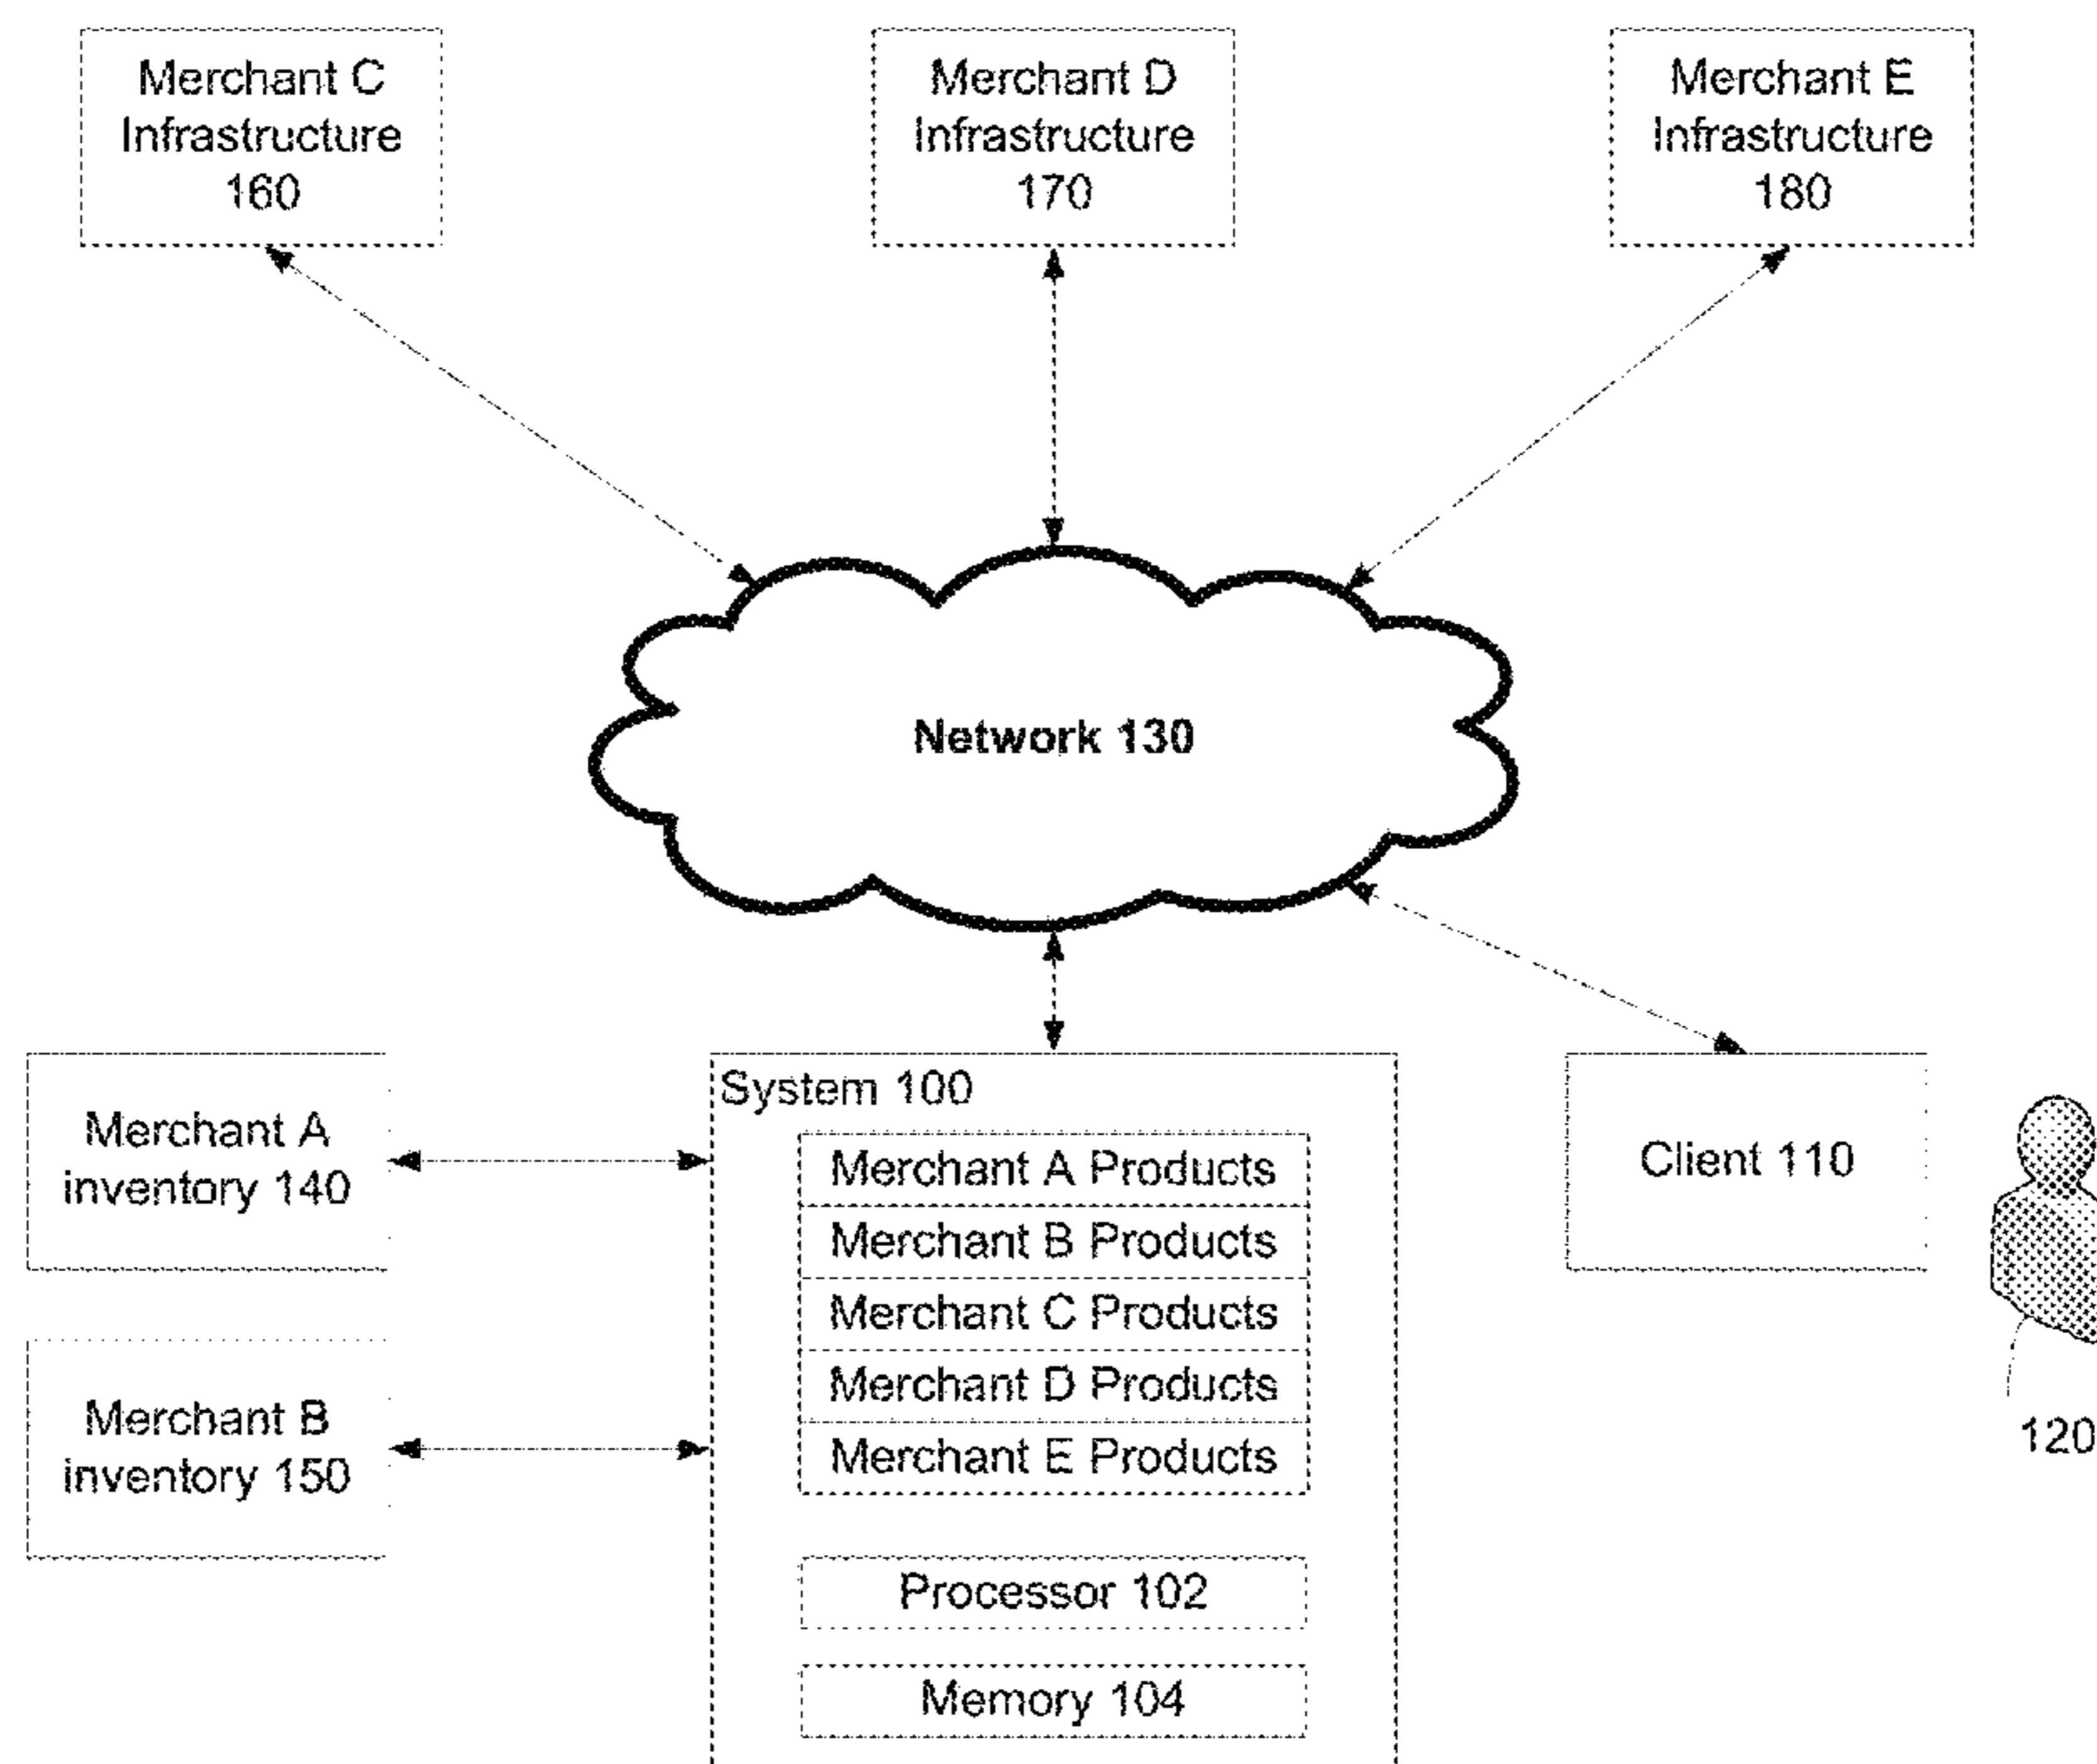 Merchant C
Infrastructure
160
Merchant D
Infrastructure
170
Merchant E
Infrastructure
180
Network 130
Merchant A
inventory 140
Merchant B
inventory 150
System 100
Merchant A Products
Merchant B Products
Merchant C Products
Merchant D Products
Merchant E Products
Processor 102
Memory 104
Client 110
120